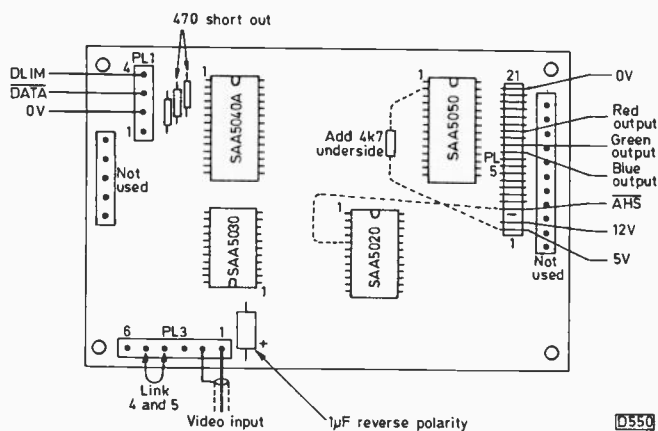 470 short out
PL1
4
1
DLIM
DATA
0V
Not
used
1
SAA5040A
1
SAA5050
21
PL
5
1
0V
Red
output
Green
output
Blue
output
AHS
12V
5V
Not
used
Add 4k7
underside
SAA5030
1
1
SAA5020
6
PL3
1
+
Link
4 and 5
Video input
1µF reverse polarity
D550